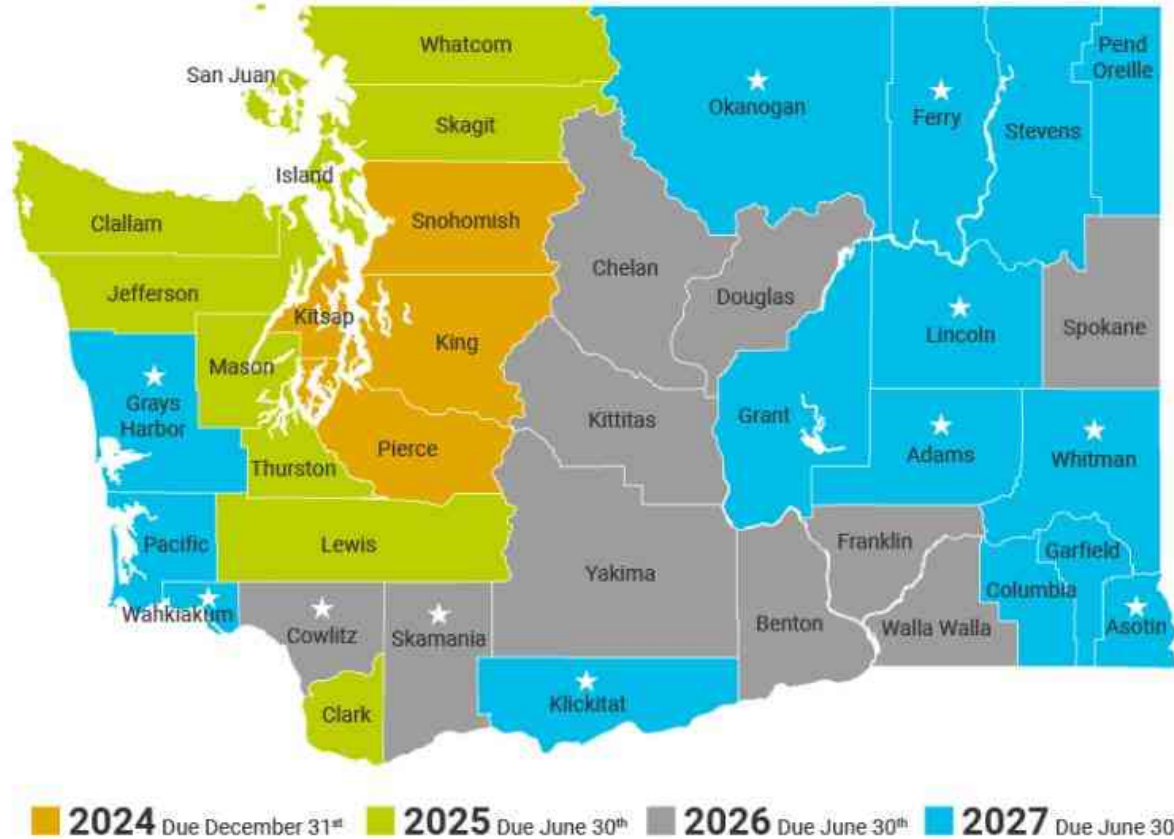 Whatcom
San Juan
Skagit
Island
Clallam
Snohomish
Jefferson
Kitsap
King
Mason
Grays
Harbor
Thurston
Pierce
Pacific
Lewis
Wahkiakum
Cowlitz
Skamania
Clark
Okanogan
Ferry
Stevens
Pend
Oreille
Chelan
Douglas
Lincoln
Spokane
Kittitas
Grant
Adams
Whitman
Yakima
Franklin
Garfield
Columbia
Benton
Walla Walla
Asotin
Klickitat
2024 Due December 31st 2025 Due June 30th 2026 Due June 30th 2027 Due June 30